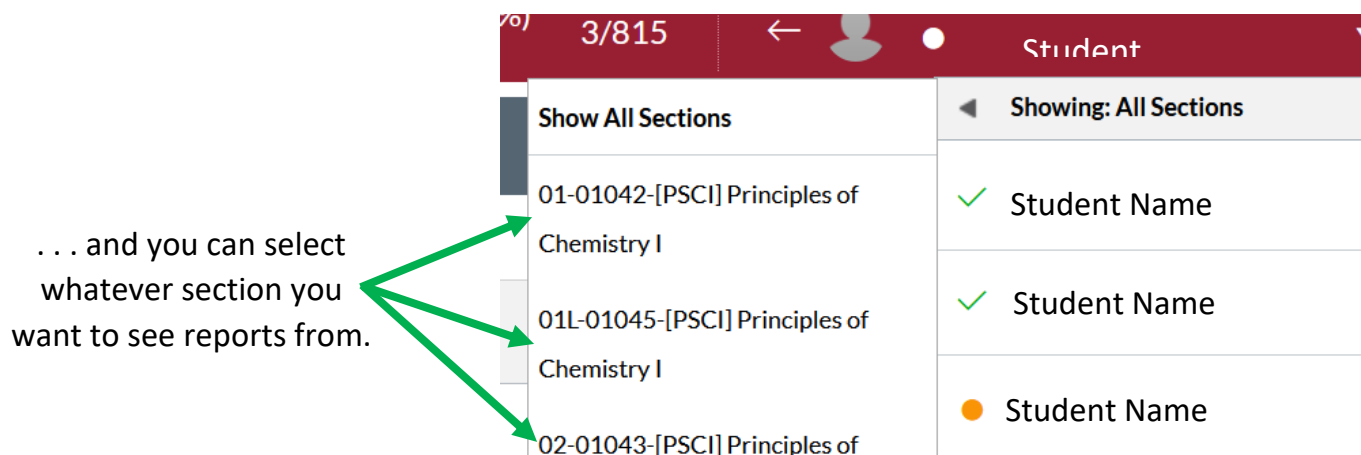 %)
3/815
Student
Show All Sections
Showing: All Sections
01-01042-[PSCI] Principles of
Chemistry I
Student Name
. . . and you can select
whatever section you
want to see reports from.
01L-01045-[PSCI] Principles of
Chemistry I
Student Name
02-01043-[PSCI] Principles of
Student Name